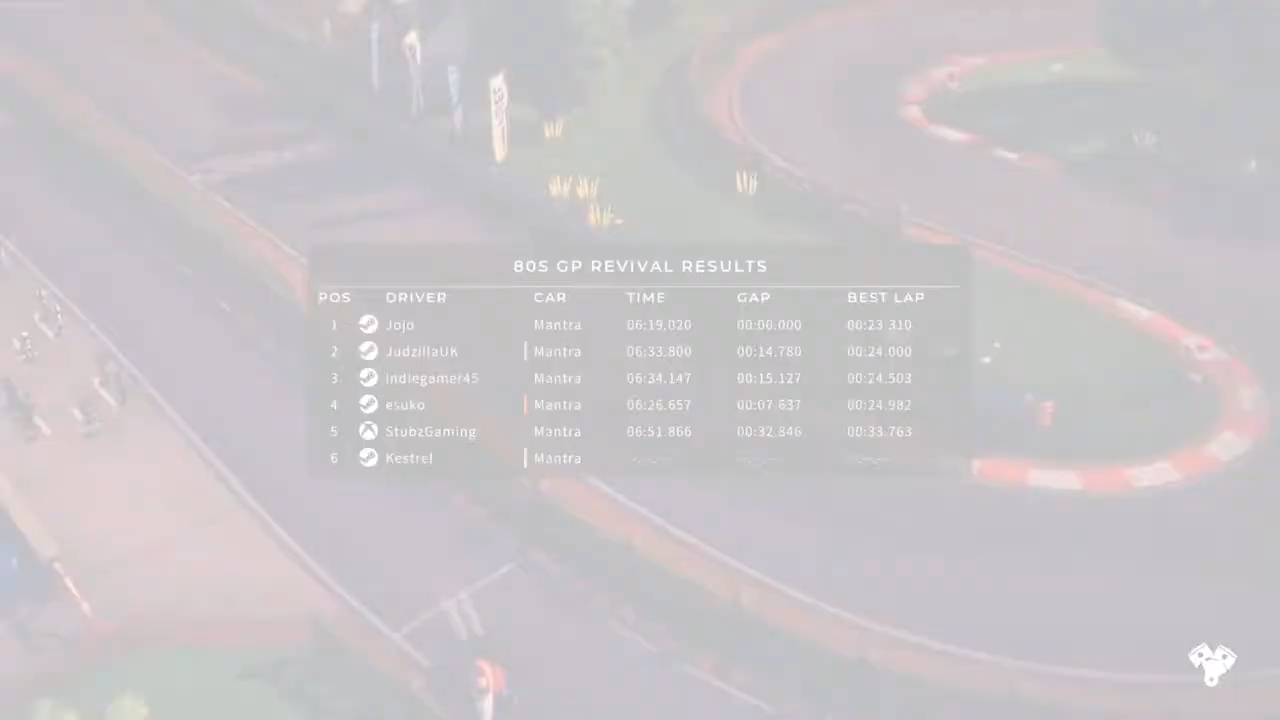 80S GP REVIVAL RESULTS
POS DRIVER CAR TIME GAP BEST LAP
1 Jojo Mantra 06:19.020 00:00.000 00:23.310
2 JudzillaUK Mantra 06:33.800 00:14.780 00:24.000
3 indiegamer45 Mantra 06:34.147 00:15.127 00:24.503
4 esuko Mantra 06:26.657 00:07.637 00:24.982
5 StubzGaming Mantra 06:51.866 00:32.846 00:33.763
6 Kestrel Mantra